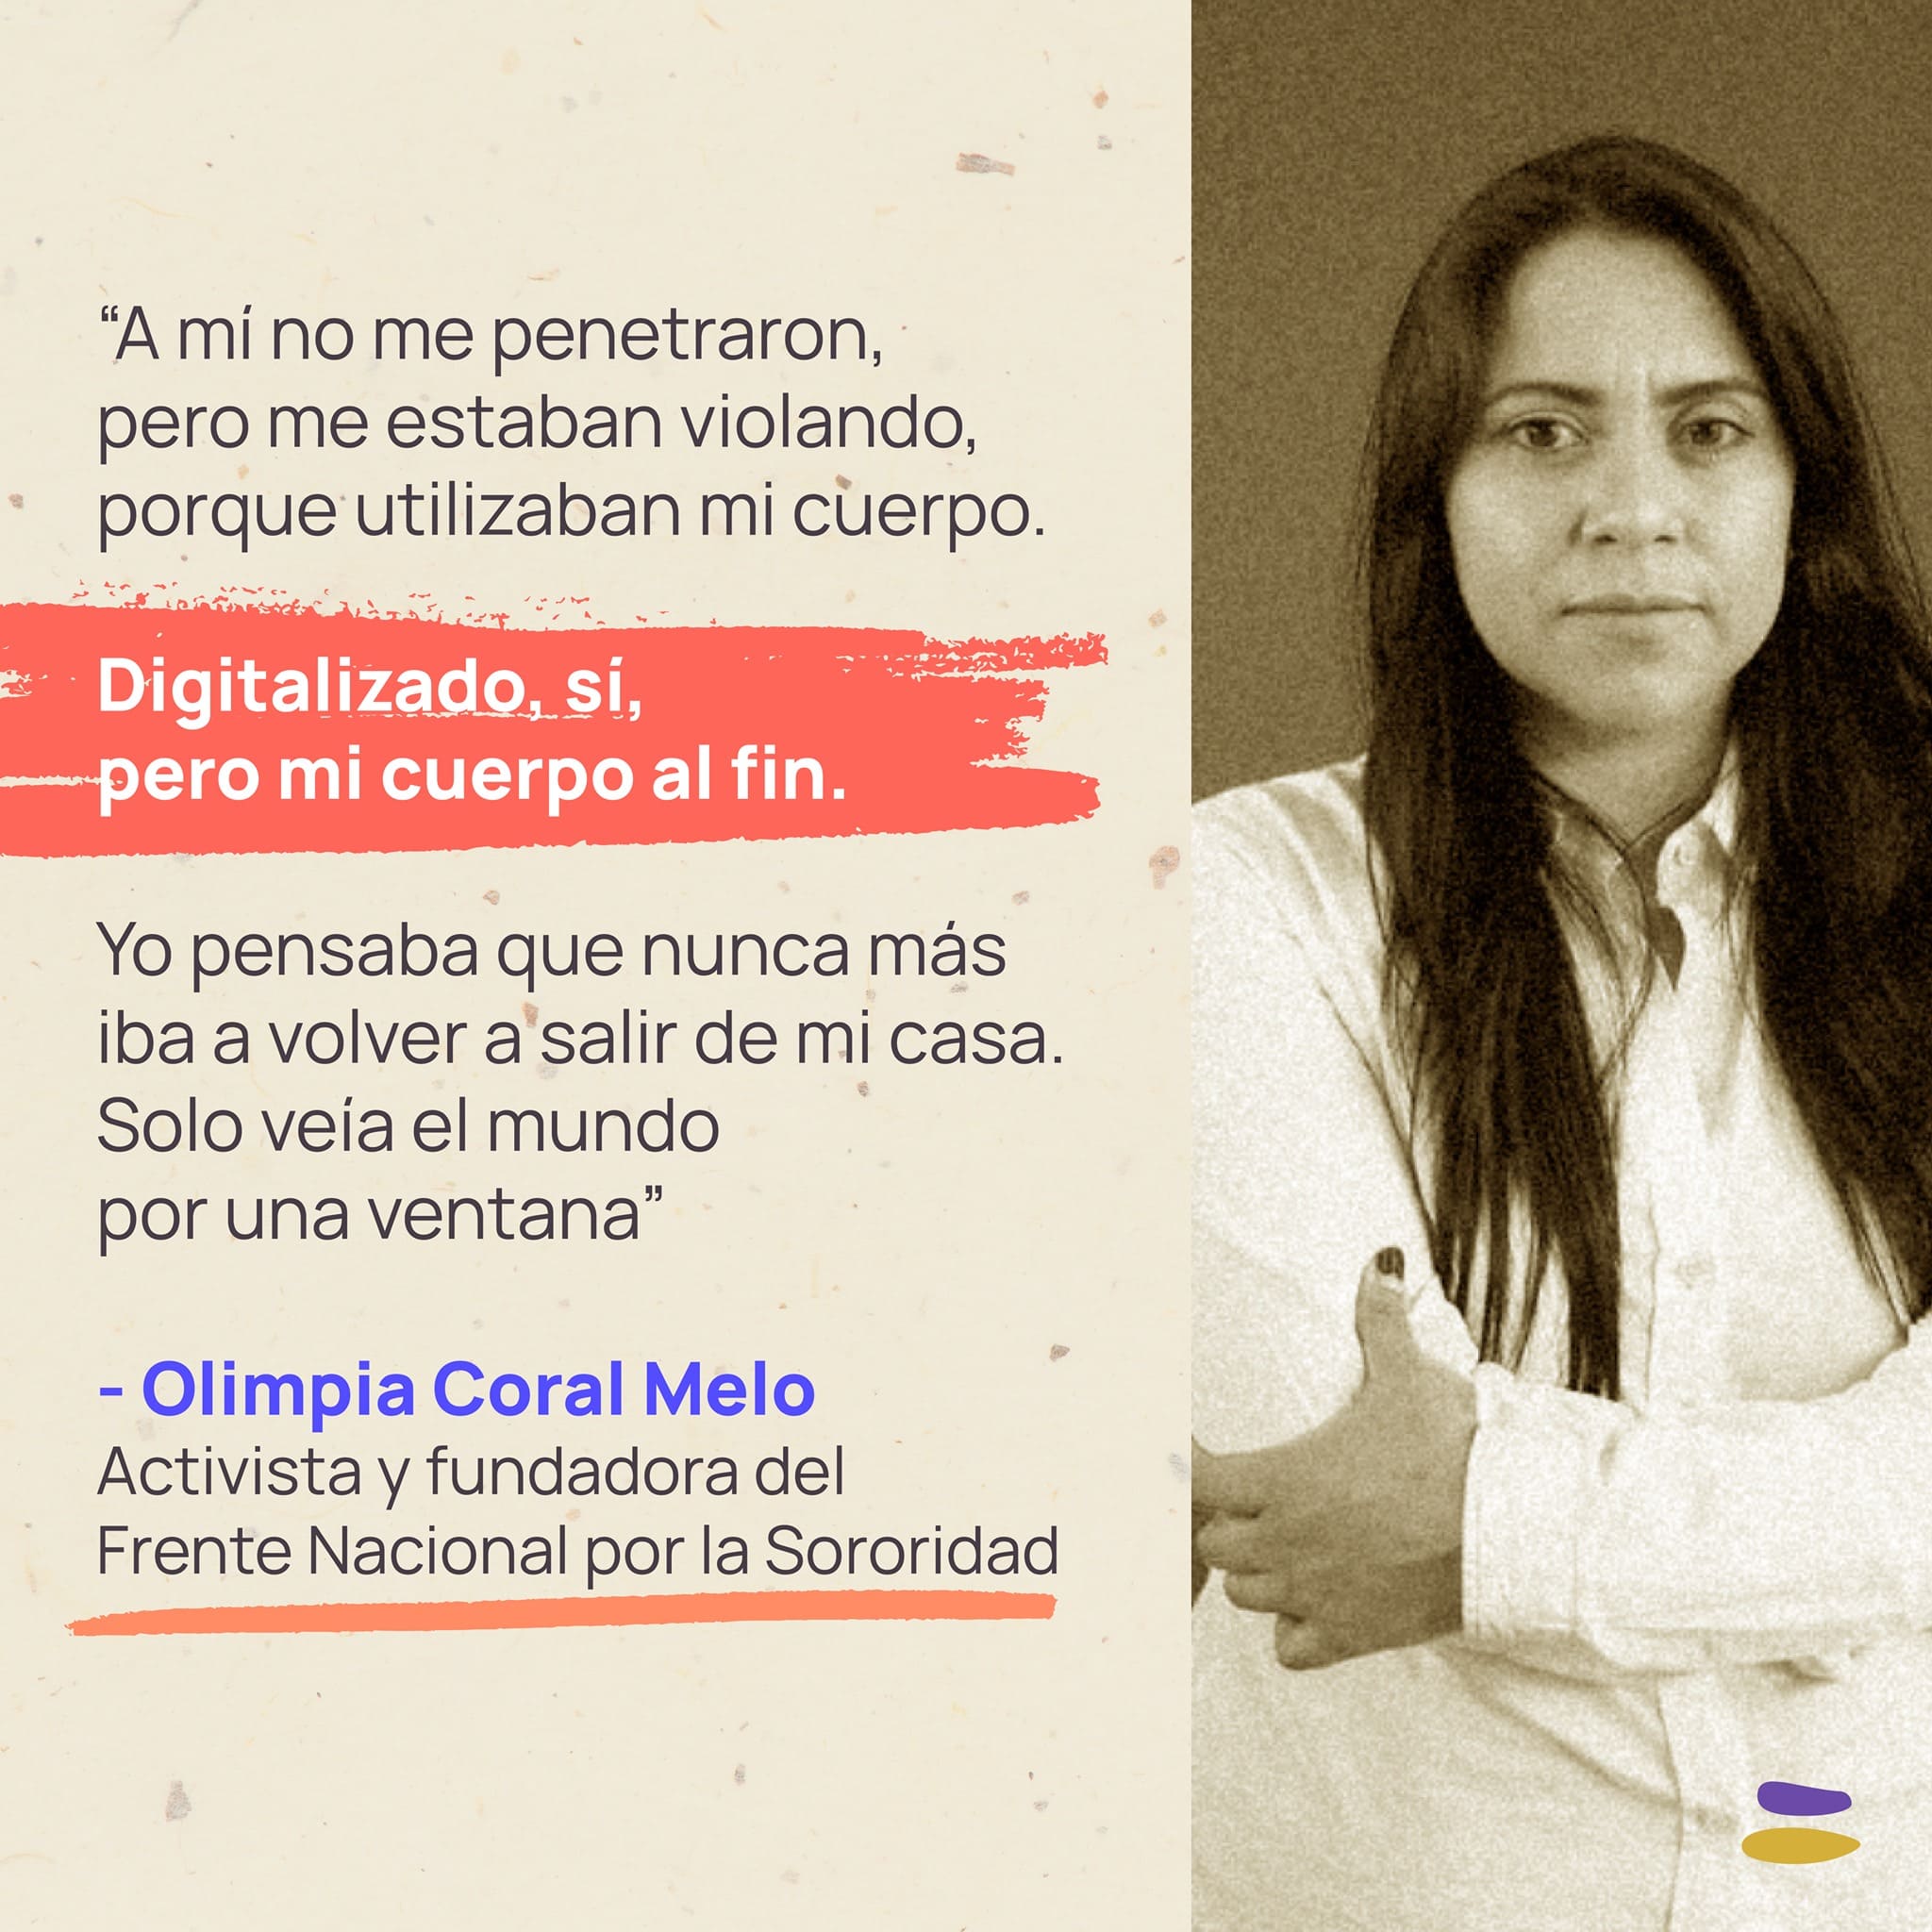 “A mí no me penetraron,
pero me estaban violando,
porque utilizaban mi cuerpo.
Digitalizado, sí,
pero mi cuerpo al fin.
Yo pensaba que nunca más
iba a volver a salir de mi casa.
Solo veía el mundo
por una ventana”
- Olimpia Coral Melo
Activista y fundadora del
Frente Nacional por la Sororidad